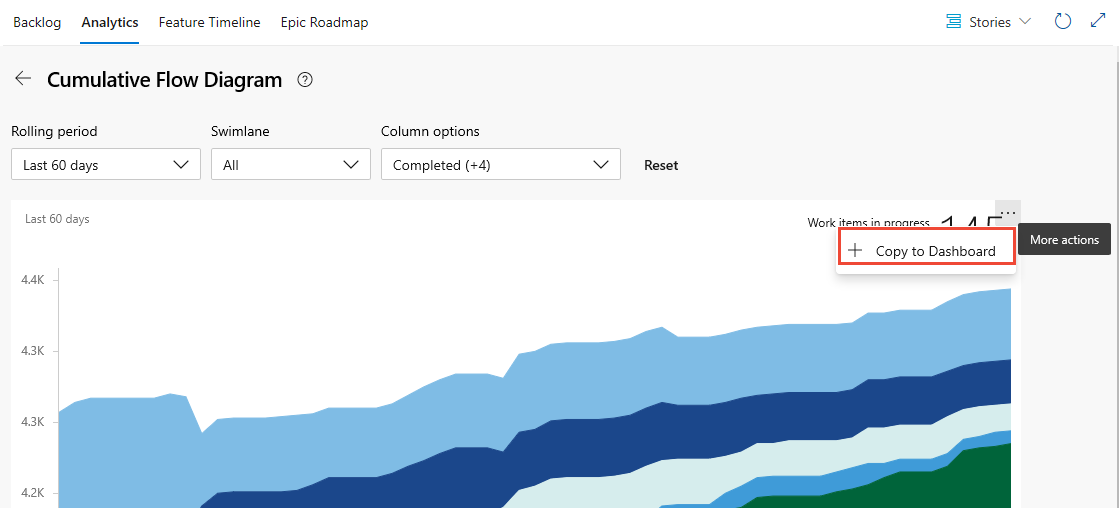 Backlog Analytics Feature Timeline Epic Roadmap Stories
Cumulative Flow Diagram ?
Rolling period Swimlane Column options
Last 60 days All Completed (+4) Reset
Last 60 days
Work items in progress
More actions
Copy to Dashboard
4.4K
4.3K
4.3K
4.2K